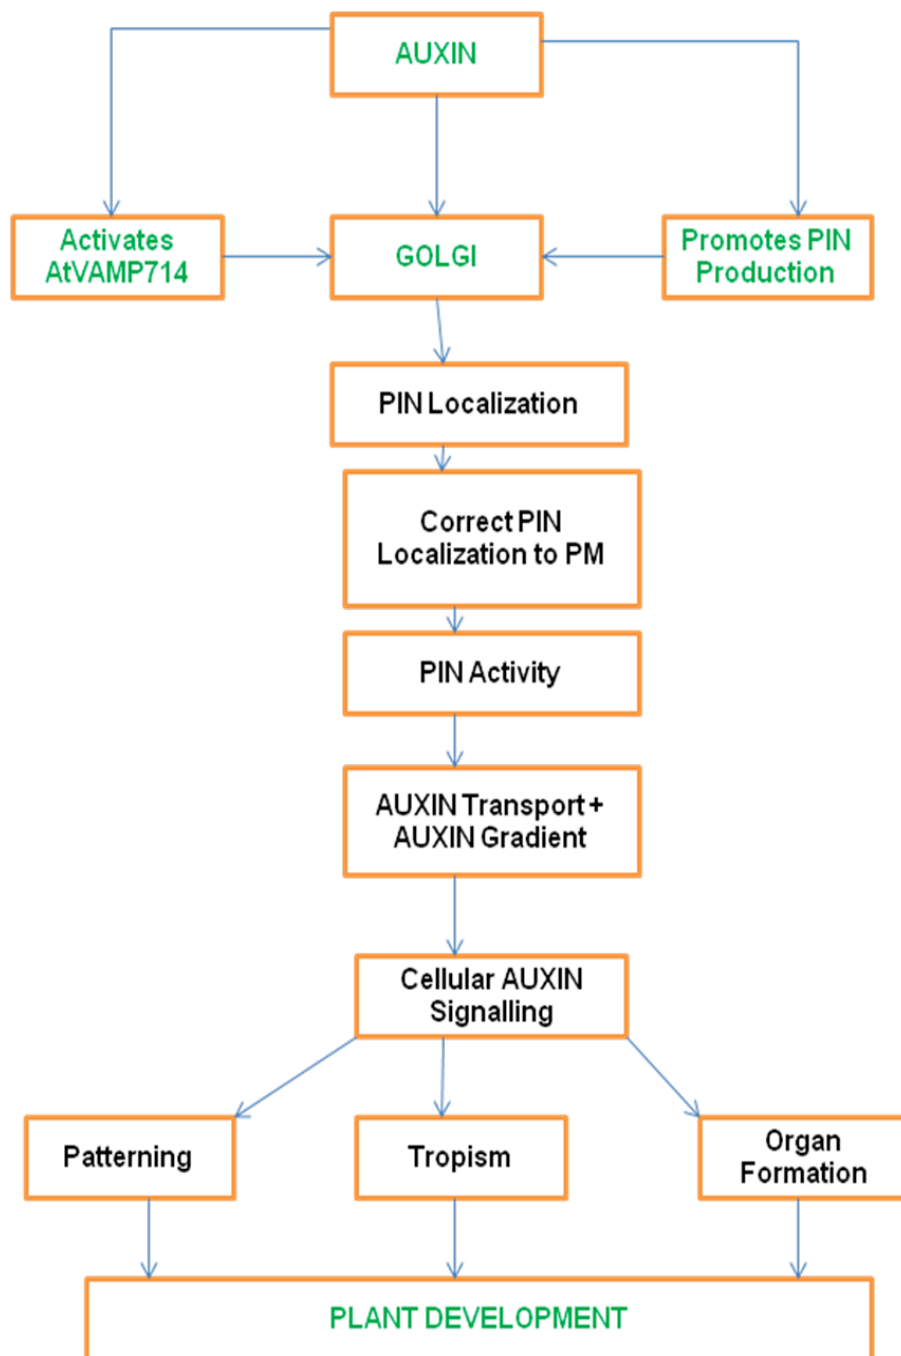 AUXIN
Activates
AtVAMP714
GOLGI
Promotes PIN
Production
PIN Localization
Correct PIN
Localization to PM
PIN Activity
AUXIN Transport +
AUXIN Gradient
Cellular AUXIN
Signalling
Patterning
Tropism
Organ
Formation
PLANT DEVELOPMENT